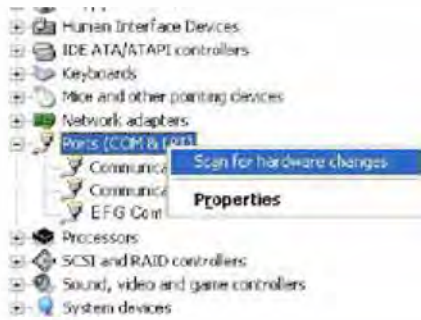 Human Interface Devices
IDE ATA/ATAPI controllers
Keyboards
Mice and other pointing devices
Network adapters
Ports (COM & LPT)
Scan for hardware changes
Communica
Communica
Properties
EFG Com
Processors
SCSI and RAID controllers
Sound, video and game controllers
System devices